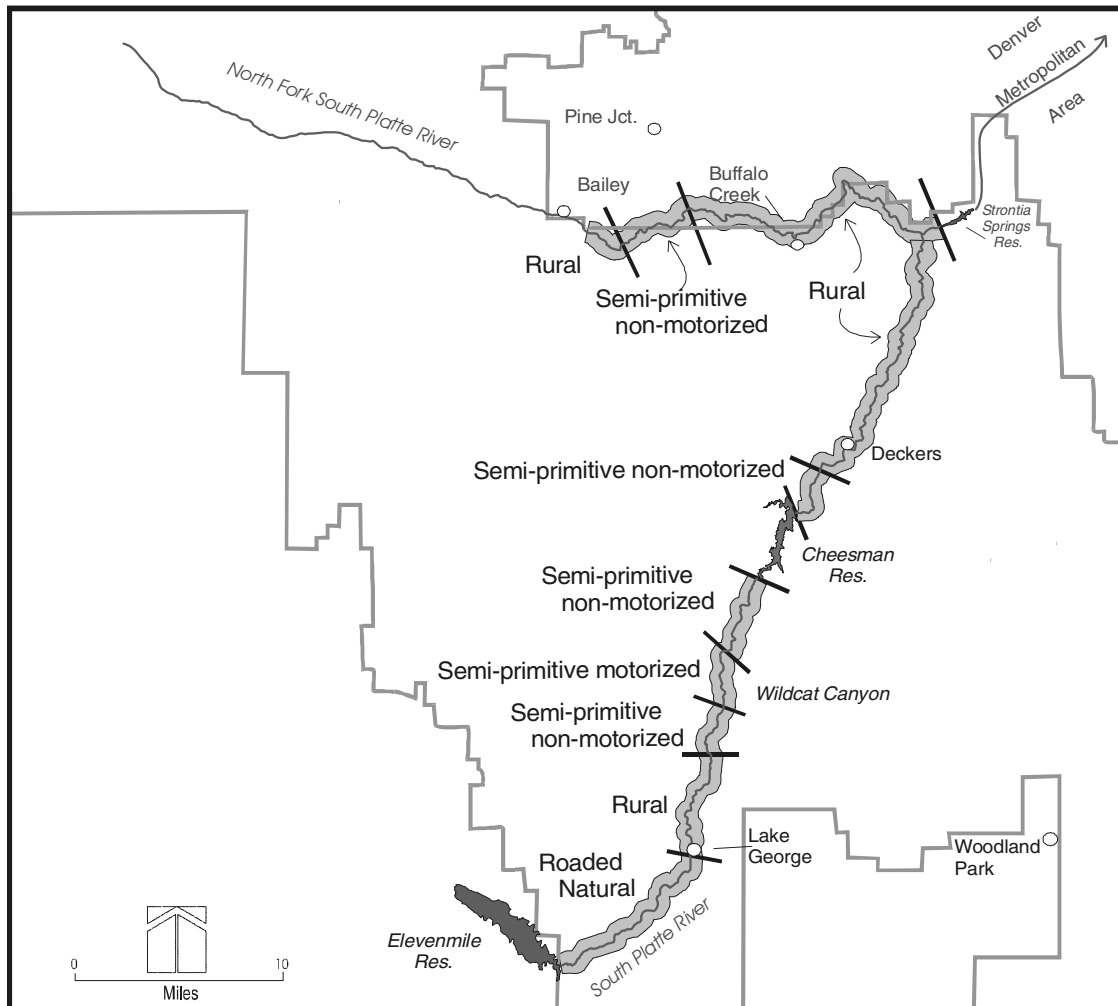 Denver
Metropolitan
Area
North Fork South Platte River
Pine Jct.
Bailey
Buffalo
Creek
Strontia
Springs
Res.
Rural
Semi-primitive
non-motorized
Rural
Deckers
Semi-primitive non-motorized
Cheesman
Res.
Semi-primitive
non-motorized
Semi-primitive motorized
Wildcat Canyon
Semi-primitive
non-motorized
Rural
Lake
George
Woodland
Park
Roaded
Natural
Elevenmile
Res.
South Platte River
0 10
Miles